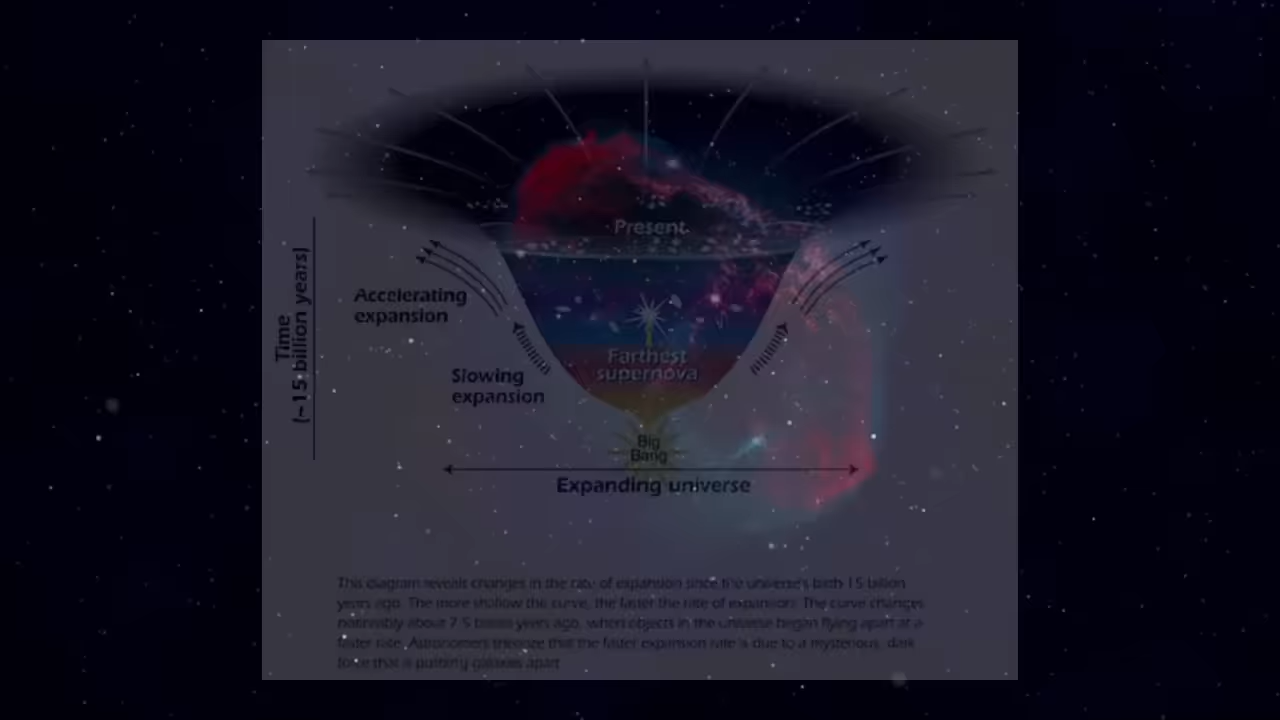 Present
Time
(~15 billion years)
Accelerating
expansion
Farthest
supernova
Slowing
expansion
Big
Bang
Expanding universe
This diagram reveals changes in the rate of expansion since the universe's birth 15 billion
years ago. The more shallow the curve, the faster the rate of expansion. The curve changes
noticeably about 7.5 billion years ago, when objects in the universe began flying apart at a
faster rate. Astronomers theorize that the faster expansion rate is due to a mysterious, dark
force that is pulling galaxies apart